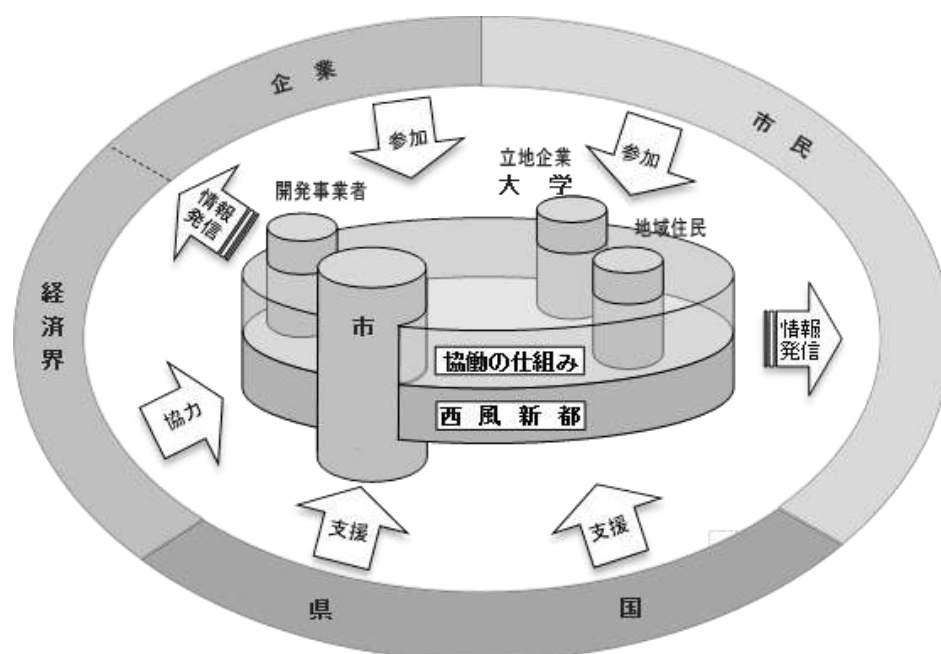 企業
市民
参加
参加
立地企業
大 学
開発事業者
情報
発信
地域住民
経済界
市
情報
発信
協働の仕組み
西 風 新 都
協力
支援
支援
県
国